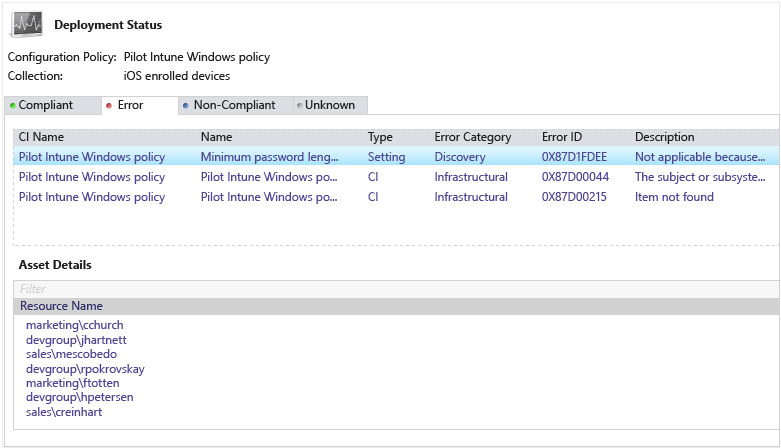 Deployment Status
Configuration Policy: Pilot Intune Windows policy
Collection: iOS enrolled devices
Compliant Error Non-Compliant Unknown
CI Name Name Type Error Category Error ID Description
Pilot Intune Windows policy Minimum password leng... Setting Discovery 0X87D1FDEE Not applicable because...
Pilot Intune Windows policy Pilot Intune Windows po... CI Infrastructural 0X87D00044 The subject or subsyste...
Pilot Intune Windows policy Pilot Intune Windows po... CI Infrastructural 0X87D00215 Item not found
Asset Details
Filter
Resource Name
marketing\cchurch
devgroup\jhartnett
sales\mescobedo
devgroup\rpokrovskay
marketing\ftotten
devgroup\hpetersen
sales\creinhart